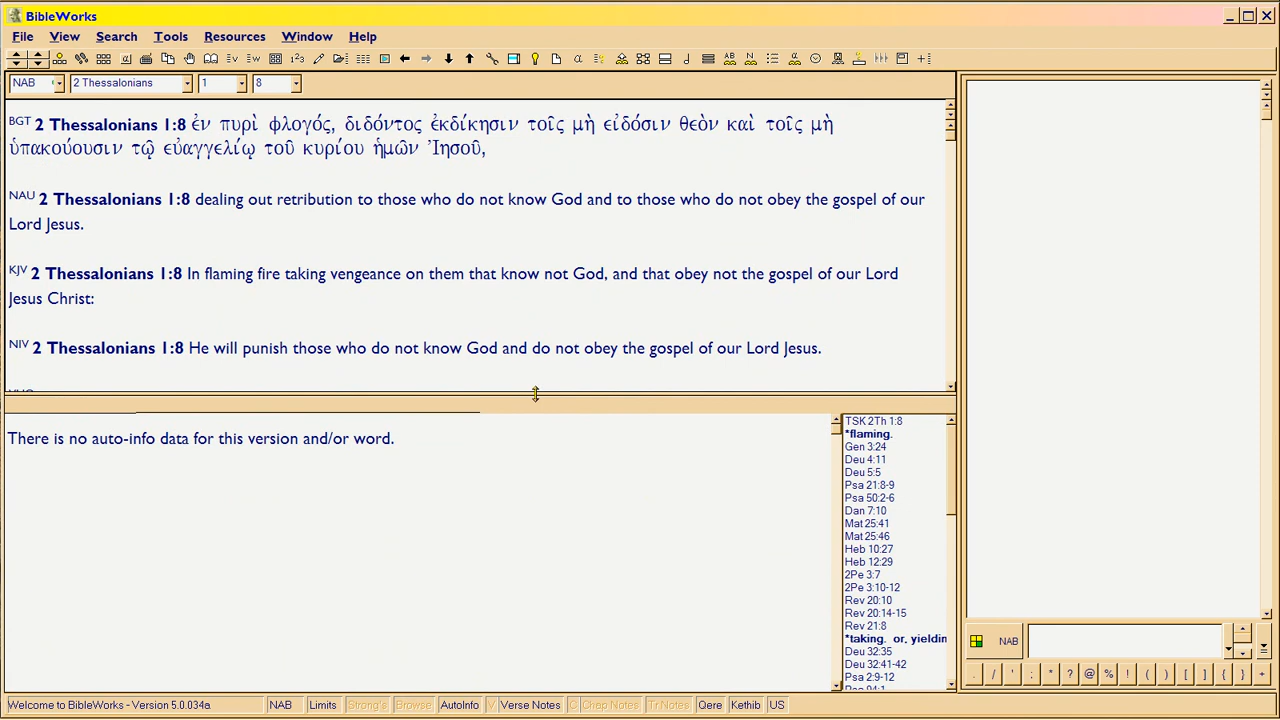 BibleWorks
File View Search Tools Resources Window Help
NAB 2 Thessalonians 1 8
BGT 2 Thessalonians 1:8 ἐν πυρὶ φλογός, διδόντος ἐκδίκησιν τοῖς μὴ εἰδόσιν θεὸν καὶ τοῖς μὴ
ὑπακούουσιν τῷ εὐαγγελίῳ τοῦ κυρίου ἡμῶν Ἰησοῦ,
NAU 2 Thessalonians 1:8 dealing out retribution to those who do not know God and to those who do not obey the gospel of our
Lord Jesus.
KJV 2 Thessalonians 1:8 In flaming fire taking vengeance on them that know not God, and that obey not the gospel of our Lord
Jesus Christ:
NIV 2 Thessalonians 1:8 He will punish those who do not know God and do not obey the gospel of our Lord Jesus.
There is no auto-info data for this version and/or word.
TSK 2Th 1:8
*flaming.
Gen 3:24
Deu 4:11
Deu 5:5
Psa 21:8-9
Psa 50:2-6
Dan 7:10
Mat 25:41
Mat 25:46
Heb 10:27
Heb 12:29
2Pe 3:7
2Pe 3:10-12
Rev 20:10
Rev 20:14-15
Rev 21:8
*taking. or, yieldin
Deu 32:35
Deu 32:41-42
Psa 2:9-12
Psa 94:1
NAB
. / ' ; * ? @ % ! ( ) [ ] { } +
Welcome to BibleWorks - Version 5.0.034a NAB Limits Strong's Browse AutoInfo V Verse Notes C Chap Notes Tr.Notes Qere Kethib US